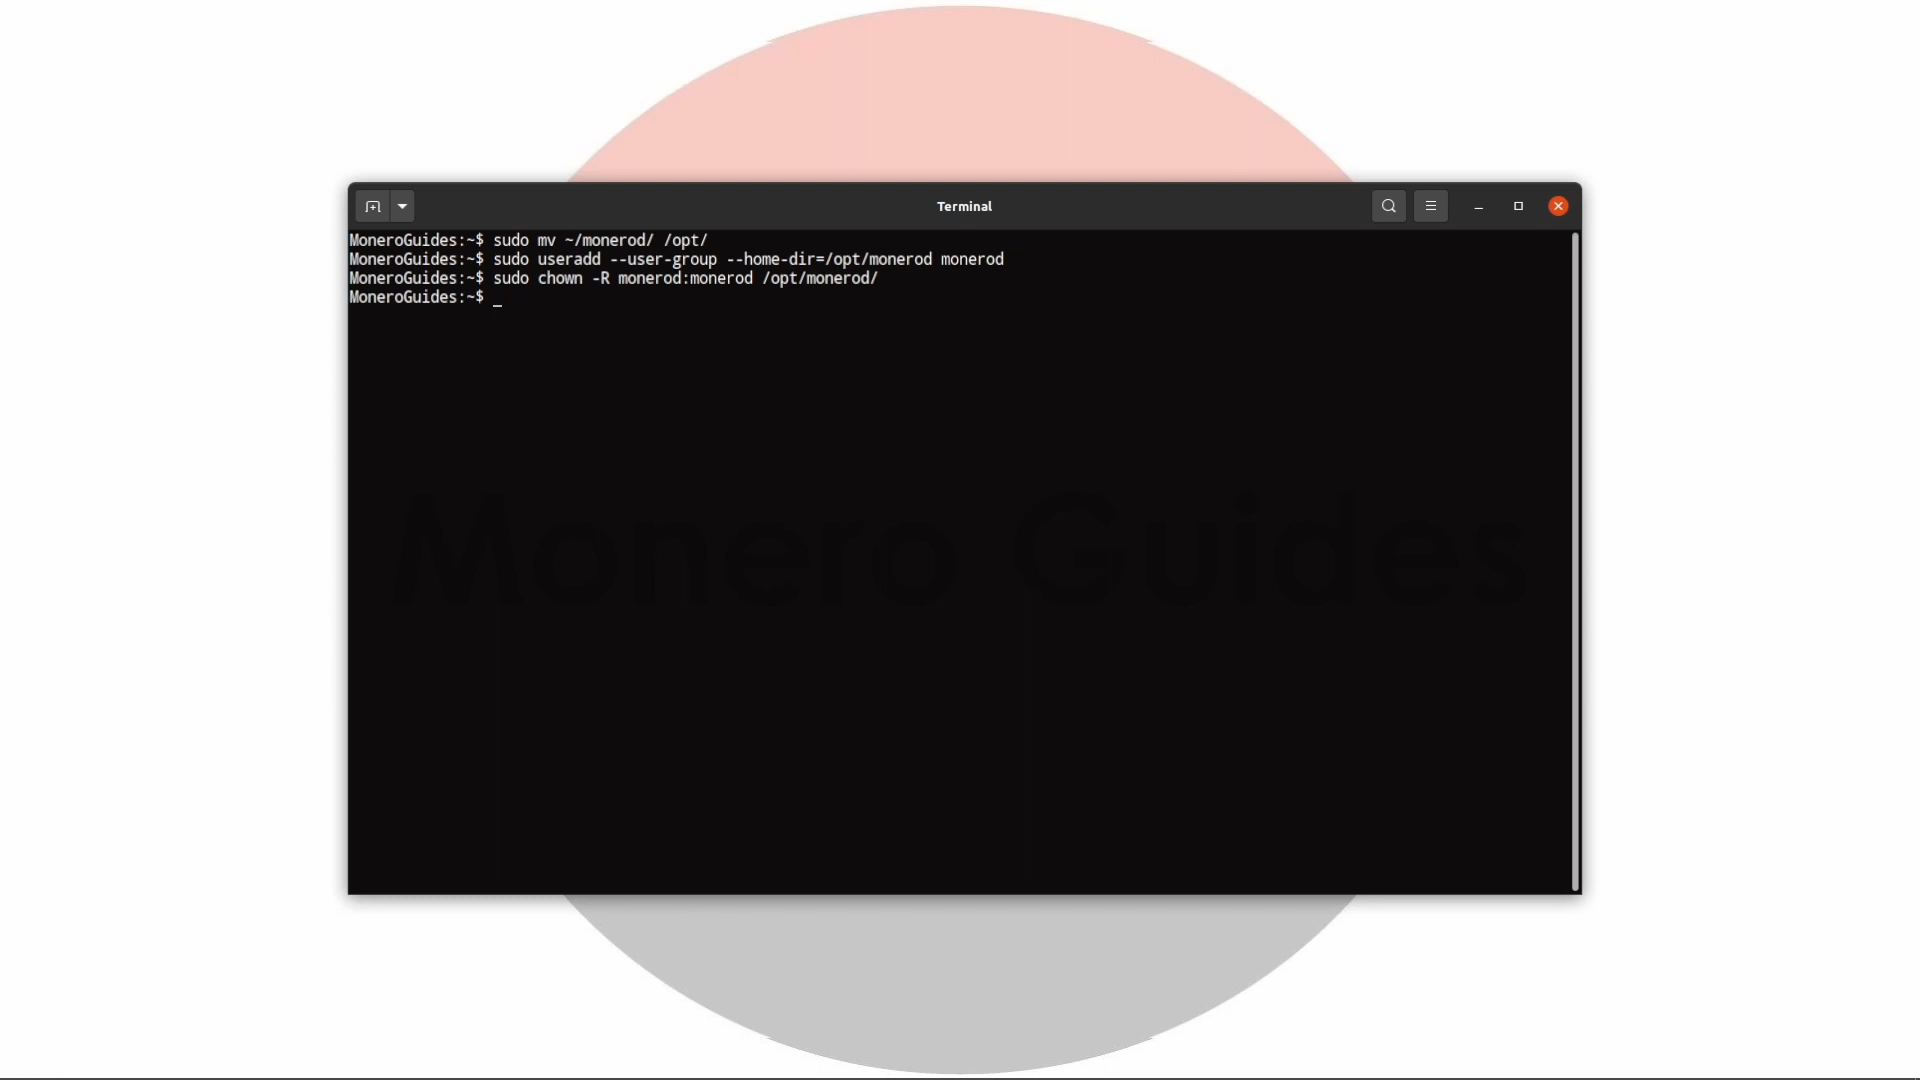 Terminal
MoneroGuides:~$ sudo mv ~/monerod/ /opt/
MoneroGuides:~$ sudo useradd --user-group --home-dir=/opt/monerod monerod
MoneroGuides:~$ sudo chown -R monerod:monerod /opt/monerod/
MoneroGuides:~$ _
Monero Guides